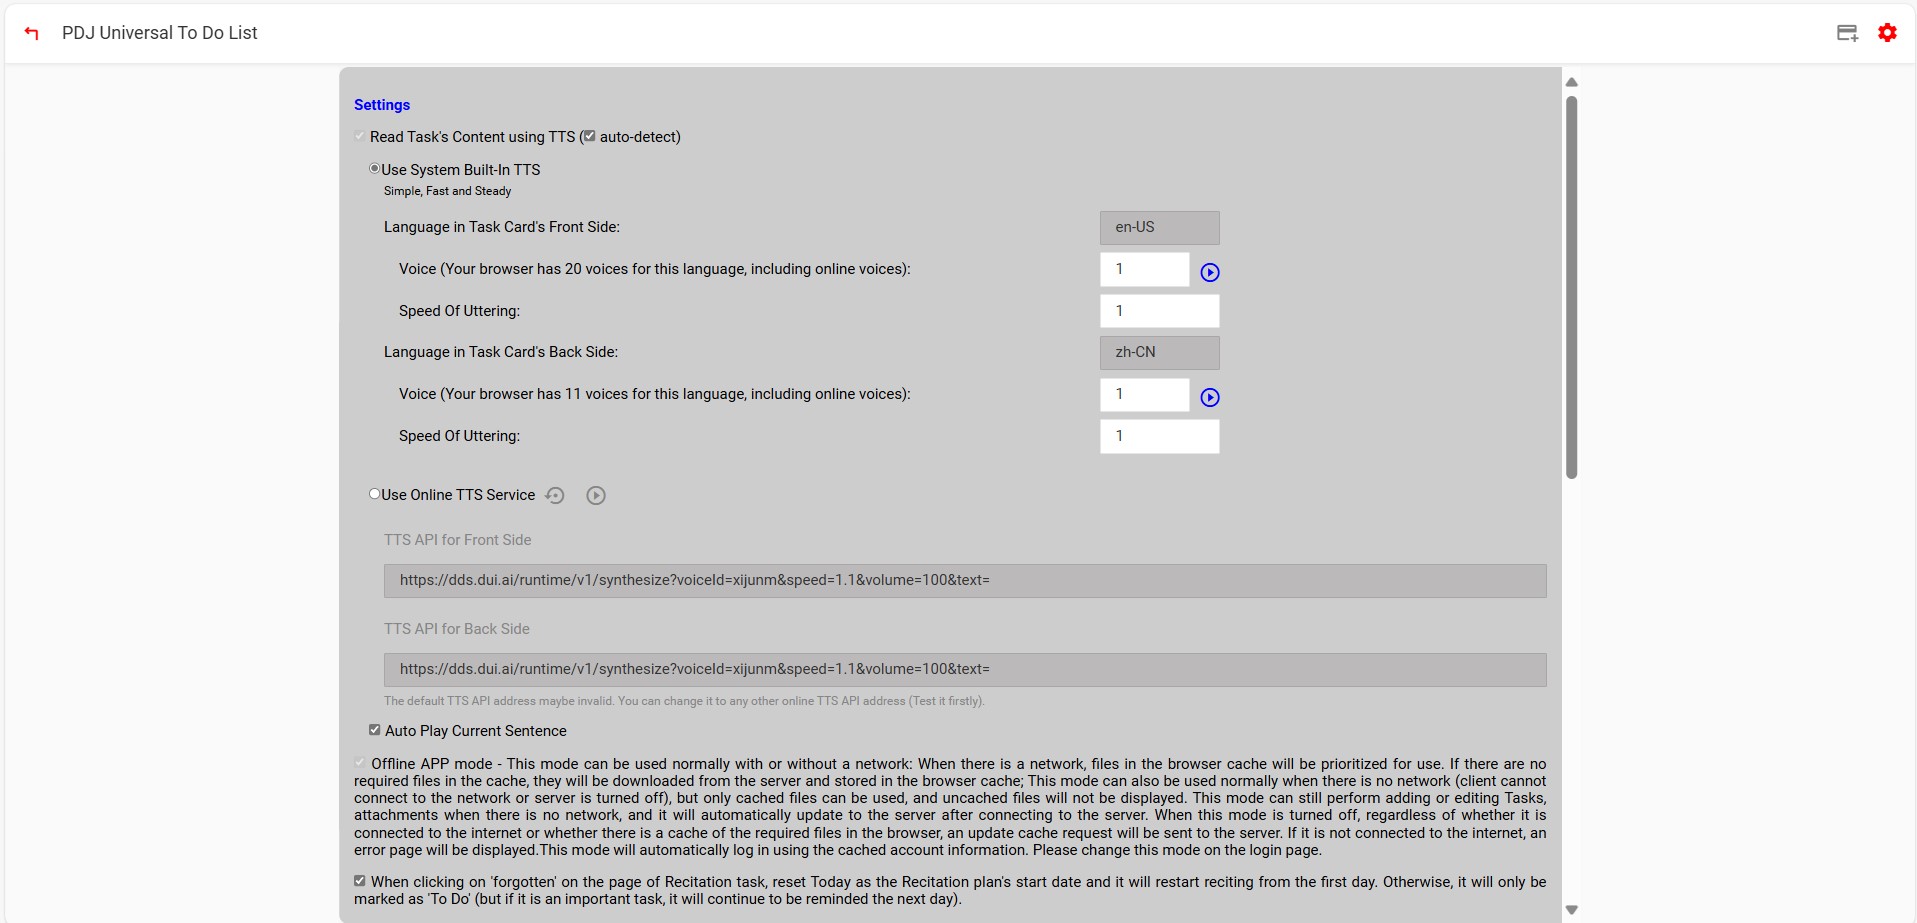 PDJ Universal To Do List
Settings
Read Task's Content using TTS ( auto-detect)
Use System Built-In TTS
Simple, Fast and Steady
Language in Task Card's Front Side:
en-US
Voice (Your browser has 20 voices for this language, including online voices):
1
Speed Of Uttering:
1
Language in Task Card's Back Side:
zh-CN
Voice (Your browser has 11 voices for this language, including online voices):
1
Speed Of Uttering:
1
Use Online TTS Service
TTS API for Front Side
https://dds.dui.ai/runtime/v1/synthesize?voiceId=xijunm&speed=1.1&volume=100&text=
TTS API for Back Side
https://dds.dui.ai/runtime/v1/synthesize?voiceId=xijunm&speed=1.1&volume=100&text=
The default TTS API address maybe invalid. You can change it to any other online TTS API address (Test it firstly).
Auto Play Current Sentence
Offline APP mode - This mode can be used normally with or without a network: When there is a network, files in the browser cache will be prioritized for use. If there are no
required files in the cache, they will be downloaded from the server and stored in the browser cache; This mode can also be used normally when there is no network (client cannot
connect to the network or server is turned off), but only cached files can be used, and uncached files will not be displayed. This mode can still perform adding or editing Tasks,
attachments when there is no network, and it will automatically update to the server after connecting to the server. When this mode is turned off, regardless of whether it is
connected to the internet or whether there is a cache of the required files in the browser, an update cache request will be sent to the server. If it is not connected to the internet, an
error page will be displayed.This mode will automatically log in using the cached account information. Please change this mode on the login page.
When clicking on 'forgotten' on the page of Recitation task, reset Today as the Recitation plan's start date and it will restart reciting from the first day. Otherwise, it will only be
marked as 'To Do' (but if it is an important task, it will continue to be reminded the next day).